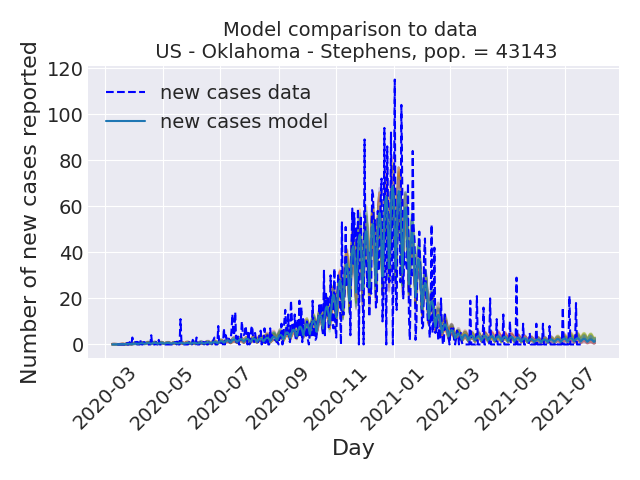 Model comparison to data
US - Oklahoma - Stephens, pop. = 43143
Number of new cases reported
120
100
80
60
40
20
0
new cases data
new cases model
2020-03
2020-05
2020-07
2020-09
2020-11
2021-01
2021-03
2021-05
2021-07
Day